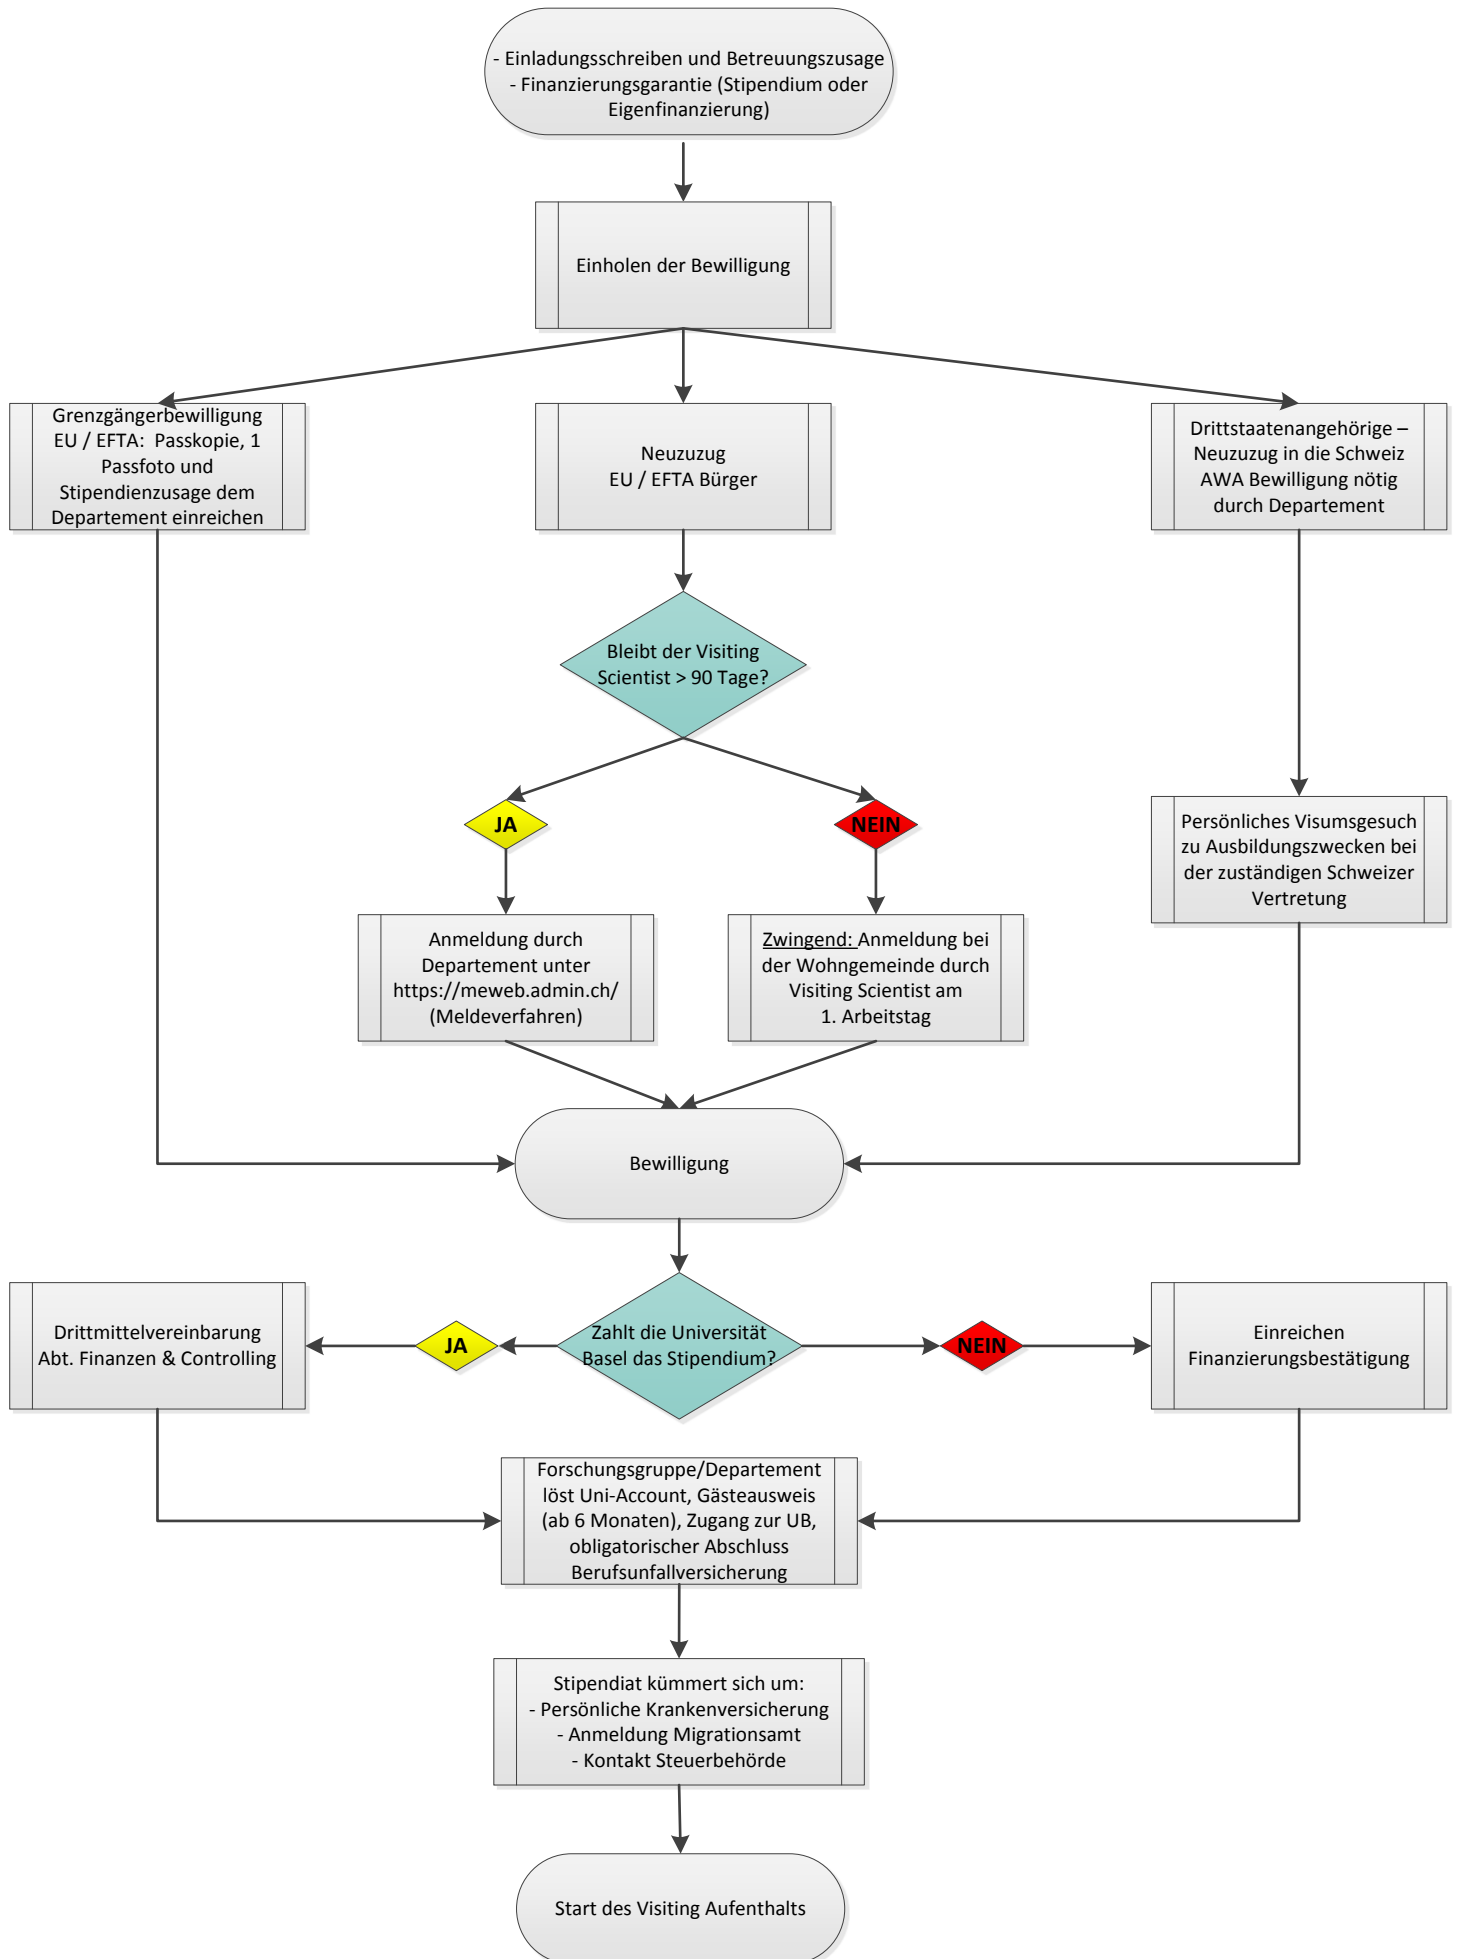 - Einladungsschreiben und Betreuungszusage
- Finanzierungsgarantie (Stipendium oder
Eigenfinanzierung)
Einholen der Bewilligung
Grenzgängerbewilligung
EU / EFTA: Passkopie, 1
Passfoto und
Stipendienzusage dem
Departement einreichen
Neuzuzug
EU / EFTA Bürger
Drittstaatenangehörige –
Neuzuzug in die Schweiz
AWA Bewilligung nötig
durch Departement
Bleibt der Visiting
Scientist > 90 Tage?
JA
NEIN
Persönliches Visumsgesuch
zu Ausbildungszwecken bei
der zuständigen Schweizer
Vertretung
Anmeldung durch
Departement unter
https://meweb.admin.ch/
(Meldeverfahren)
Zwingend: Anmeldung bei
der Wohngemeinde durch
Visiting Scientist am
1. Arbeitstag
Bewilligung
Drittmittelvereinbarung
Abt. Finanzen & Controlling
JA
Zahlt die Universität
Basel das Stipendium?
NEIN
Einreichen
Finanzierungsbestätigung
Forschungsgruppe/Departement
löst Uni-Account, Gästeausweis
(ab 6 Monaten), Zugang zur UB,
obligatorischer Abschluss
Berufsunfallversicherung
Stipendiat kümmert sich um:
- Persönliche Krankenversicherung
- Anmeldung Migrationsamt
- Kontakt Steuerbehörde
Start des Visiting Aufenthalts